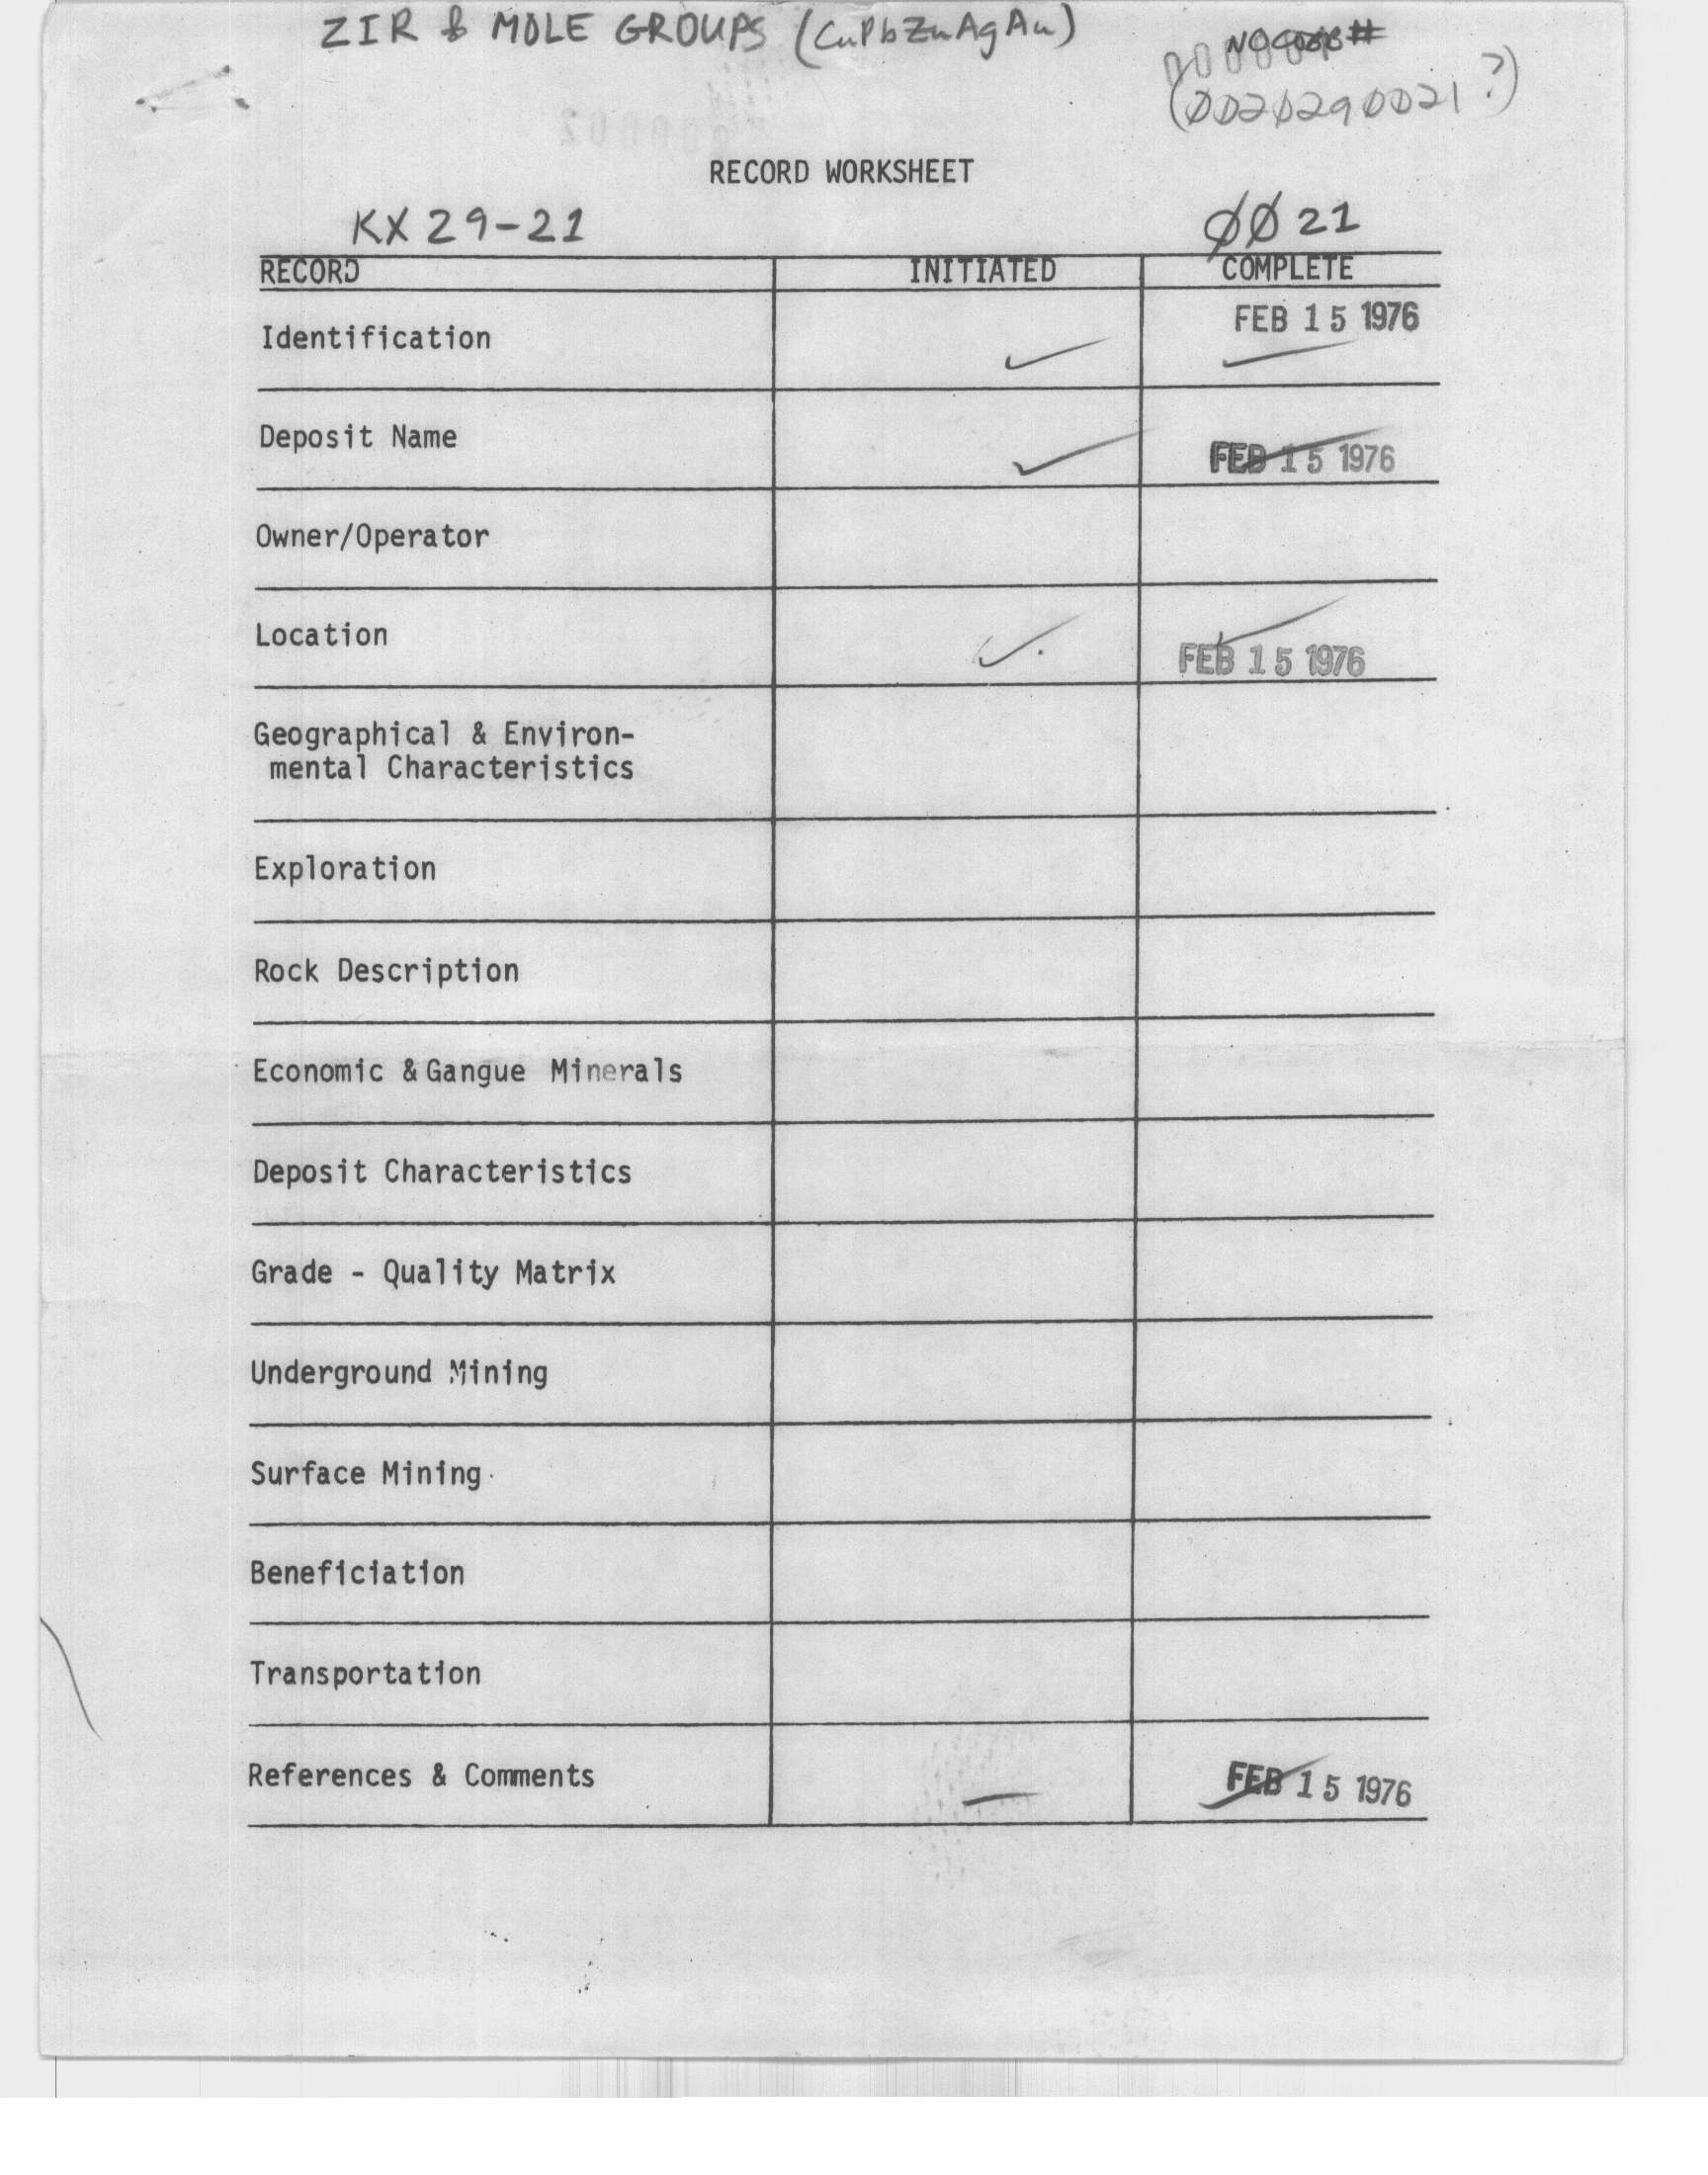 ZIR & MOLE GROUPS (CuPbZnAgAu)
(ØØ2Ø29ØØ21?)
RECORD WORKSHEET
KX 29-21 ØØ 21
RECORD INITIATED COMPLETE
Identification ✓ FEB 15 1976 ✓
Deposit Name ✓ FEB 15 1976
Owner/Operator
Location ✓. FEB 15 1976
Geographical & Environ-
mental Characteristics
Exploration
Rock Description
Economic & Gangue Minerals
Deposit Characteristics
Grade - Quality Matrix
Underground Mining
Surface Mining
Beneficiation
Transportation
References & Comments — FEB 15 1976